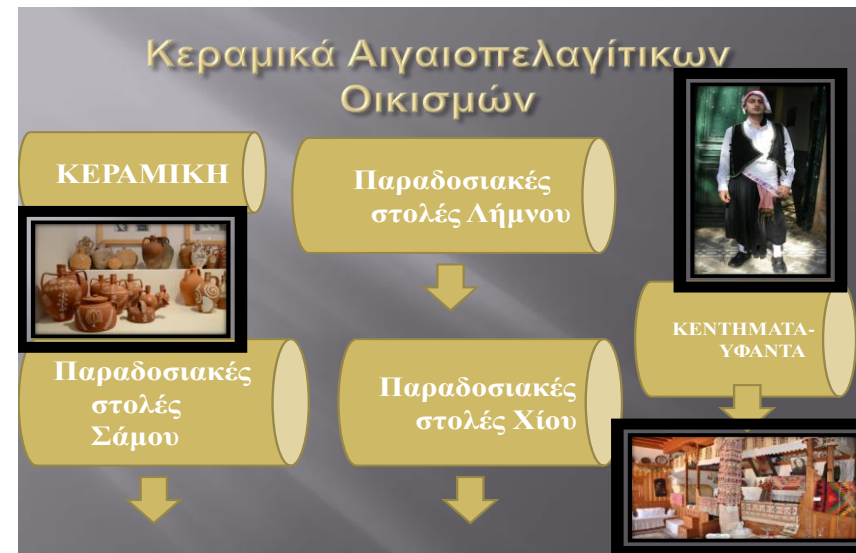 Κεραμικά Αιγαιοπελαγίτικων
Οικισμών
ΚΕΡΑΜΙΚΗ
Παραδοσιακές
στολές Λήμνου
ΚΕΝΤΗΜΑΤΑ-
ΥΦΑΝΤΑ
Παραδοσιακές
στολές
Σάμου
Παραδοσιακές
στολές Χίου